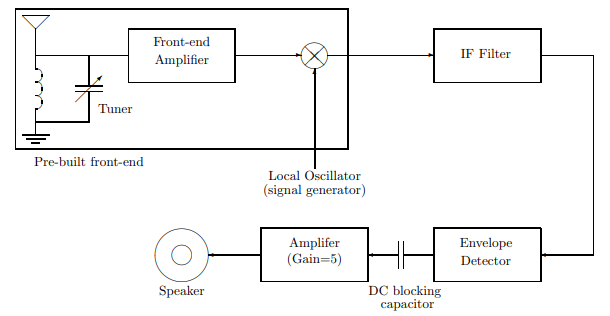 Front-end
Amplifier
IF Filter
Tuner
Pre-built front-end
Local Oscillator
(signal generator)
Amplifer
(Gain=5)
Envelope
Detector
Speaker
DC blocking
capacitor